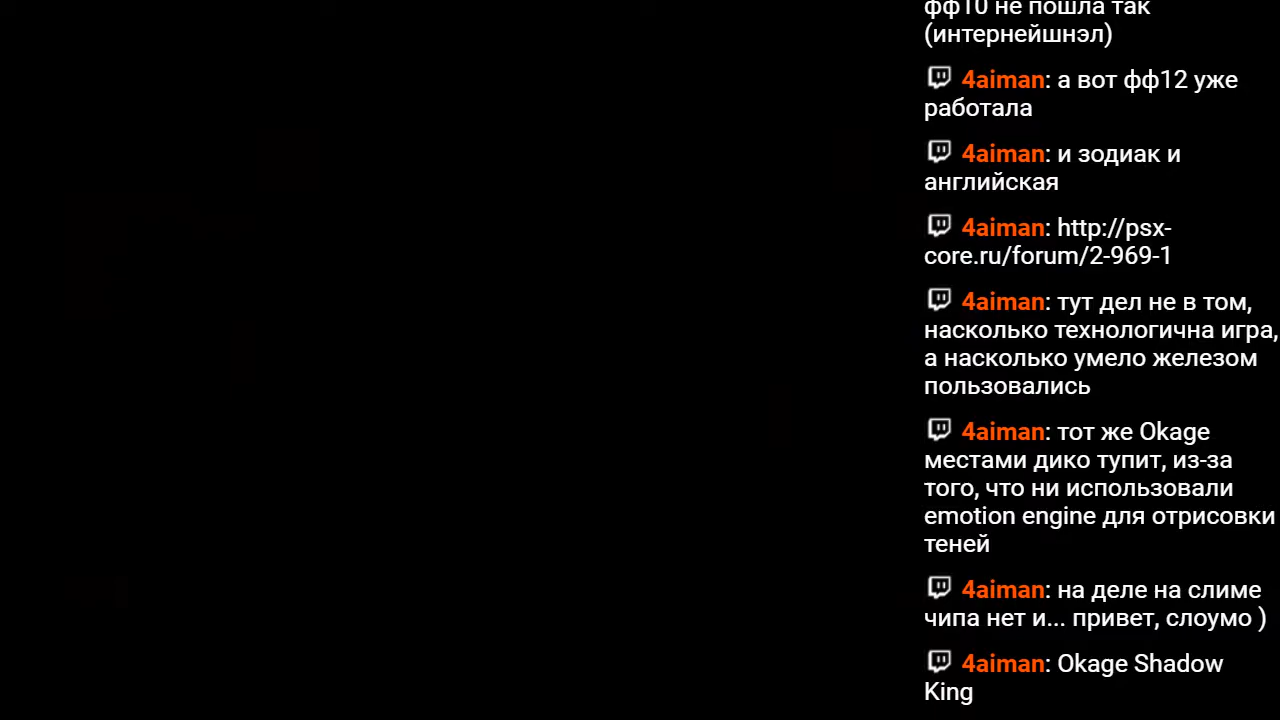 фф10 не пошла так
(интернейшнэл)
4aiman: а вот фф12 уже
работала
4aiman: и зодиак и
английская
4aiman: http://psx-
core.ru/forum/2-969-1
4aiman: тут дел не в том,
насколько технологична игра,
а насколько умело железом
пользовались
4aiman: тот же Okage
местами дико тупит, из-за
того, что ни использовали
emotion engine для отрисовки
теней
4aiman: на деле на слиме
чипа нет и... привет, слоумо )
4aiman: Okage Shadow
King